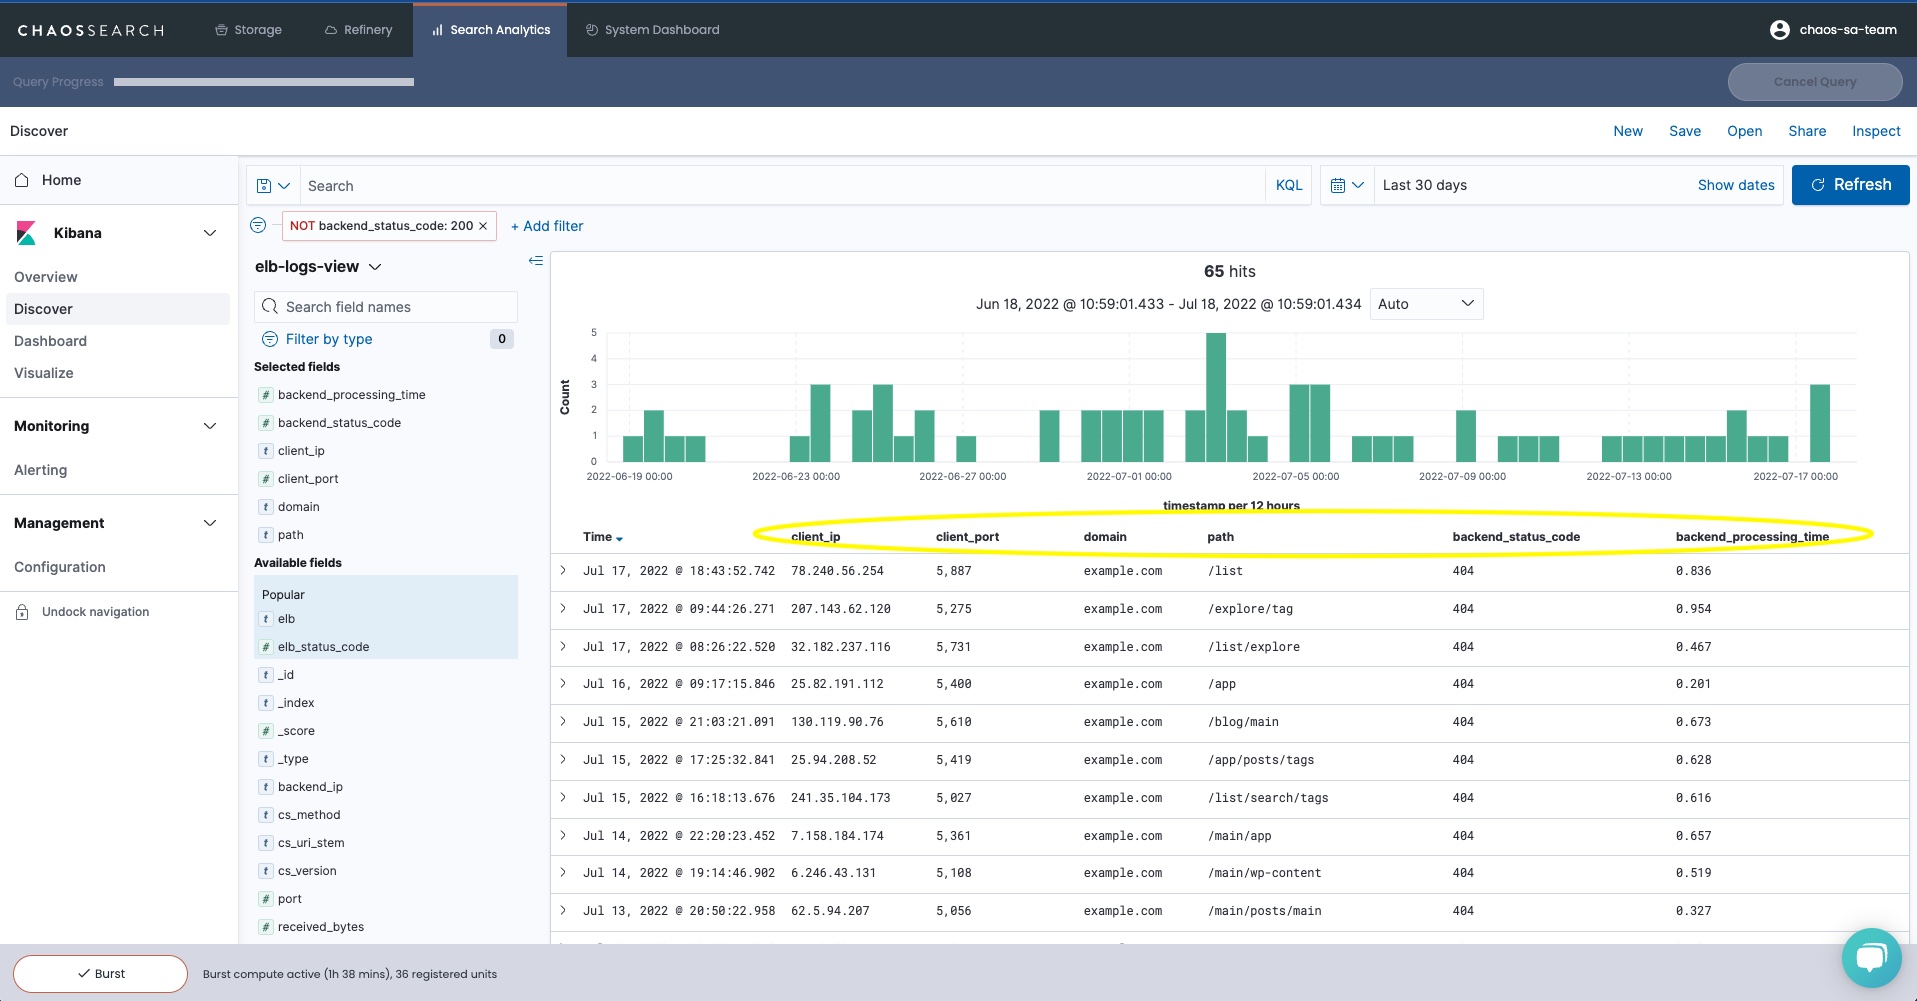 CHAOSSEARCH
Storage
Refinery
Search Analytics
System Dashboard
chaos-sa-team
Query Progress
Cancel Query
Discover
New
Save
Open
Share
Inspect
Home
Kibana
Overview
Discover
Dashboard
Visualize
Monitoring
Alerting
Management
Configuration
Undock navigation
Search
KQL
Last 30 days
Show dates
Refresh
NOT backend_status_code: 200 ×
+ Add filter
elb-logs-view
Search field names
Filter by type
0
Selected fields
# backend_processing_time
# backend_status_code
t client_ip
# client_port
t domain
t path
Available fields
Popular
t elb
# elb_status_code
t _id
t _index
# _score
t _type
t backend_ip
t cs_method
t cs_uri_stem
t cs_version
# port
# received_bytes
65 hits
Jun 18, 2022 @ 10:59:01.433 - Jul 18, 2022 @ 10:59:01.434
Auto
Count
5
4
3
2
1
0
2022-06-19 00:00
2022-06-23 00:00
2022-06-27 00:00
2022-07-01 00:00
2022-07-05 00:00
2022-07-09 00:00
2022-07-13 00:00
2022-07-17 00:00
timestamp per 12 hours
Time client_ip client_port domain path backend_status_code backend_processing_time
Jul 17, 2022 @ 18:43:52.742 78.240.56.254 5,887 example.com /list 404 0.836
Jul 17, 2022 @ 09:44:26.271 207.143.62.120 5,275 example.com /explore/tag 404 0.954
Jul 17, 2022 @ 08:26:22.520 32.182.237.116 5,731 example.com /list/explore 404 0.467
Jul 16, 2022 @ 09:17:15.846 25.82.191.112 5,400 example.com /app 404 0.201
Jul 15, 2022 @ 21:03:21.091 130.119.90.76 5,610 example.com /blog/main 404 0.673
Jul 15, 2022 @ 17:25:32.841 25.94.208.52 5,419 example.com /app/posts/tags 404 0.628
Jul 15, 2022 @ 16:18:13.676 241.35.104.173 5,027 example.com /list/search/tags 404 0.616
Jul 14, 2022 @ 22:20:23.452 7.158.184.174 5,361 example.com /main/app 404 0.657
Jul 14, 2022 @ 19:14:46.902 6.246.43.131 5,108 example.com /main/wp-content 404 0.519
Jul 13, 2022 @ 20:50:22.958 62.5.94.207 5,056 example.com /main/posts/main 404 0.327
Burst
Burst compute active (1h 38 mins), 36 registered units